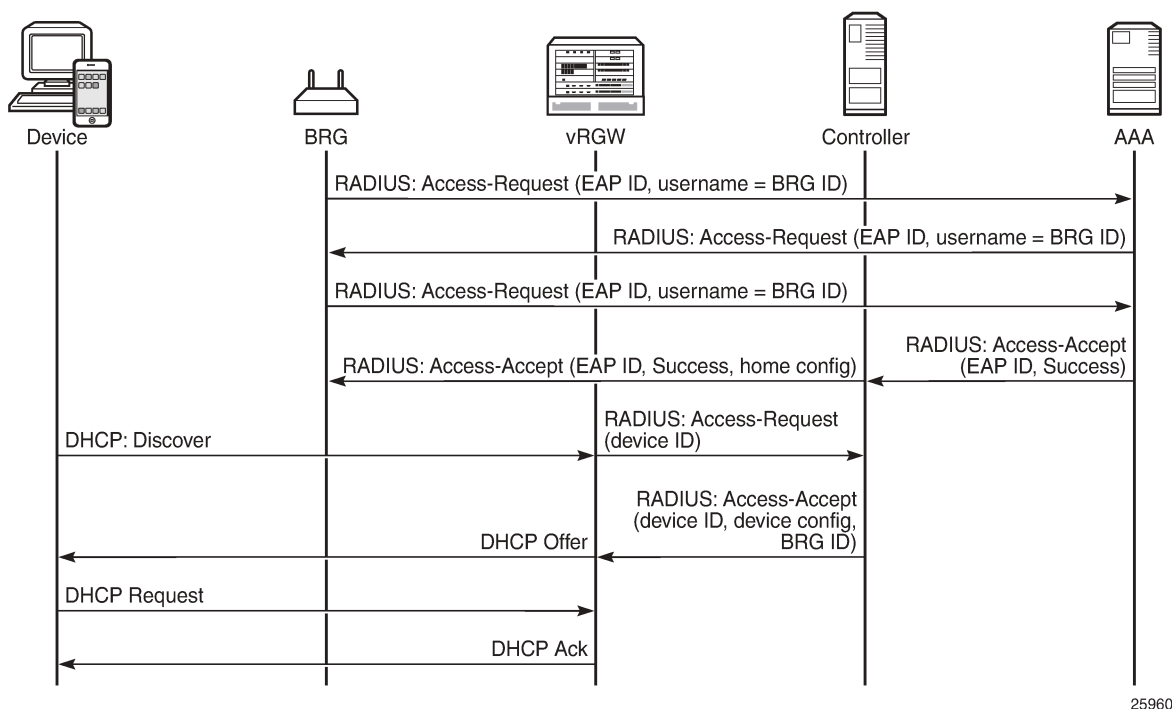 Device
BRG
vRGW
Controller
AAA
RADIUS: Access-Request (EAP ID, username = BRG ID)
RADIUS: Access-Request (EAP ID, username = BRG ID)
RADIUS: Access-Request (EAP ID, username = BRG ID)
RADIUS: Access-Accept
(EAP ID, Success)
RADIUS: Access-Accept (EAP ID, Success, home config)
RADIUS: Access-Request
(device ID)
DHCP: Discover
RADIUS: Access-Accept
(device ID, device config,
BRG ID)
DHCP Offer
DHCP Request
DHCP Ack
25960